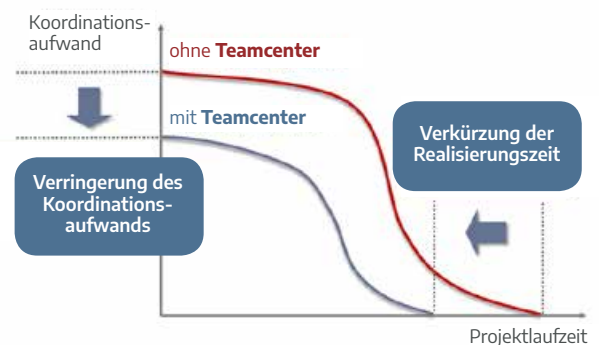 Koordinations-
aufwand
ohne Teamcenter
mit Teamcenter
Verkürzung der
Realisierungszeit
Verringerung des
Koordinations-
aufwands
Projektlaufzeit